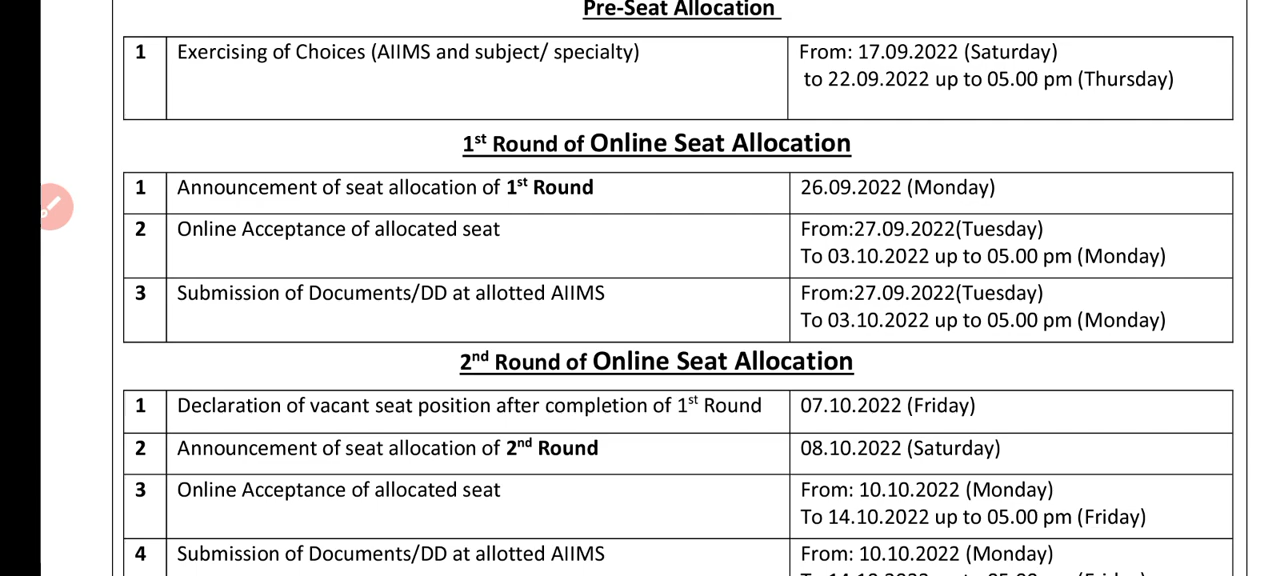 Pre-Seat Allocation
1 Exercising of Choices (AIIMS and subject/ specialty) From: 17.09.2022 (Saturday)
to 22.09.2022 up to 05.00 pm (Thursday)
1st Round of Online Seat Allocation
1 Announcement of seat allocation of 1st Round 26.09.2022 (Monday)
2 Online Acceptance of allocated seat From:27.09.2022(Tuesday)
To 03.10.2022 up to 05.00 pm (Monday)
3 Submission of Documents/DD at allotted AIIMS From:27.09.2022(Tuesday)
To 03.10.2022 up to 05.00 pm (Monday)
2nd Round of Online Seat Allocation
1 Declaration of vacant seat position after completion of 1st Round 07.10.2022 (Friday)
2 Announcement of seat allocation of 2nd Round 08.10.2022 (Saturday)
3 Online Acceptance of allocated seat From: 10.10.2022 (Monday)
To 14.10.2022 up to 05.00 pm (Friday)
4 Submission of Documents/DD at allotted AIIMS From: 10.10.2022 (Monday)